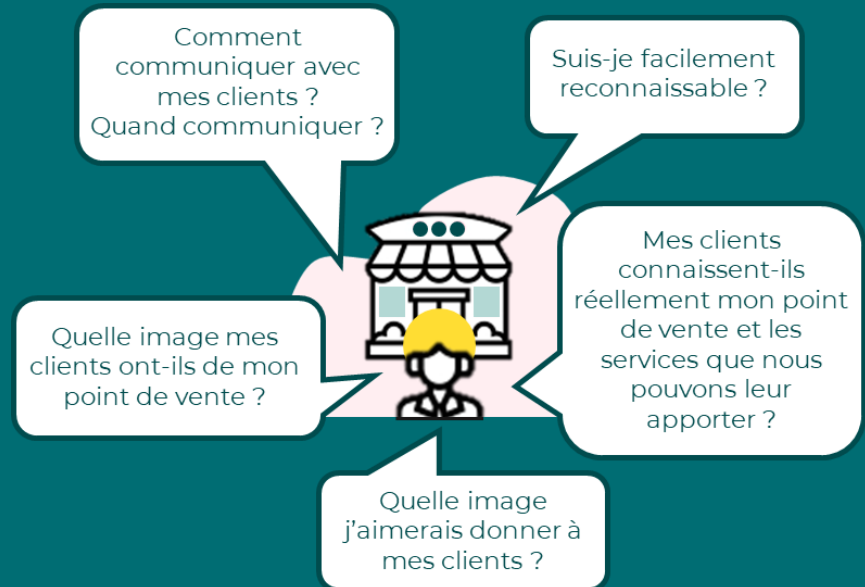 Comment
communiquer avec
mes clients ?
Quand communiquer ?
Suis-je facilement
reconnaissable ?
Mes clients
connaissent-ils
réellement mon point
de vente et les
services que nous
pouvons leur
apporter ?
Quelle image mes
clients ont-ils de mon
point de vente ?
Quelle image
j’aimerais donner à
mes clients ?